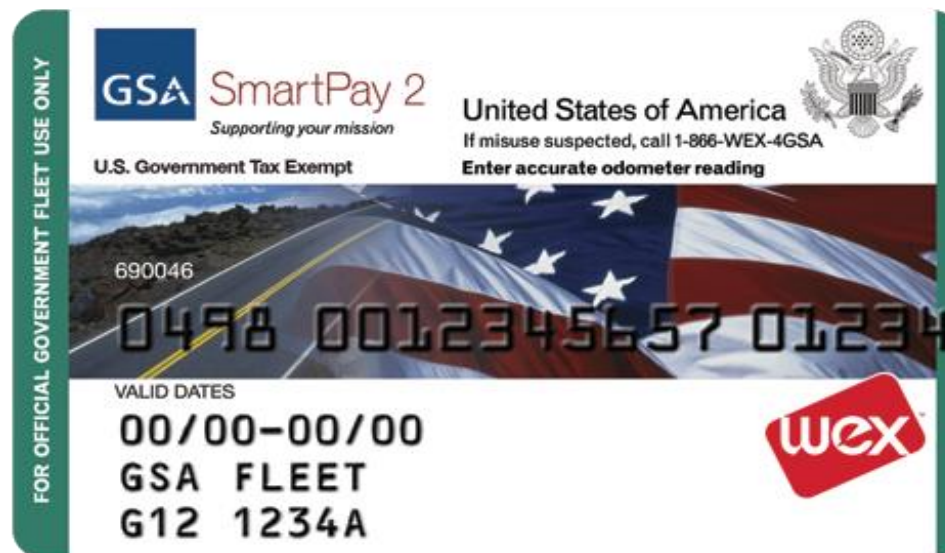 FOR OFFICIAL GOVERNMENT FLEET USE ONLY
GSA SmartPay 2
Supporting your mission
U.S. Government Tax Exempt
United States of America
If misuse suspected, call 1-866-WEX-4GSA
Enter accurate odometer reading
690046
0498 0012345657 01234
VALID DATES
00/00-00/00
GSA FLEET
G12 1234A
wex